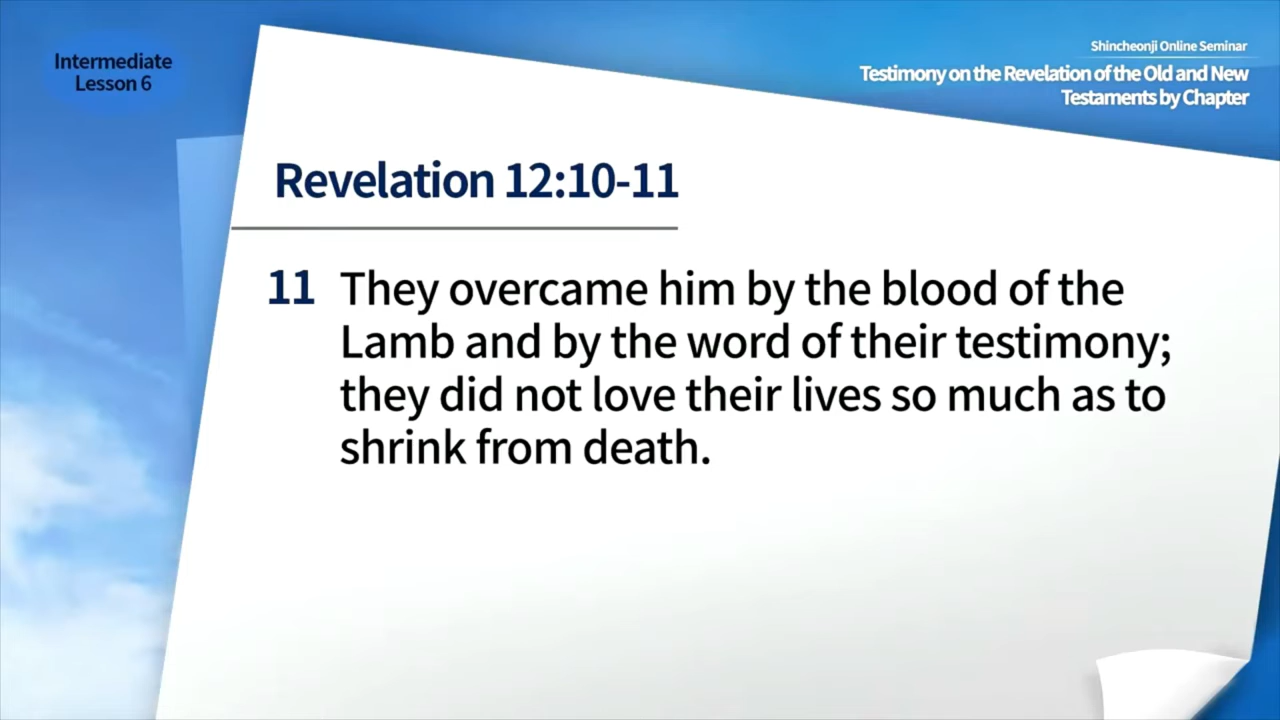 Intermediate
Lesson 6
Shincheonji Online Seminar
Testimony on the Revelation of the Old and New
Testaments by Chapter
Revelation 12:10-11
11 They overcame him by the blood of the
Lamb and by the word of their testimony;
they did not love their lives so much as to
shrink from death.